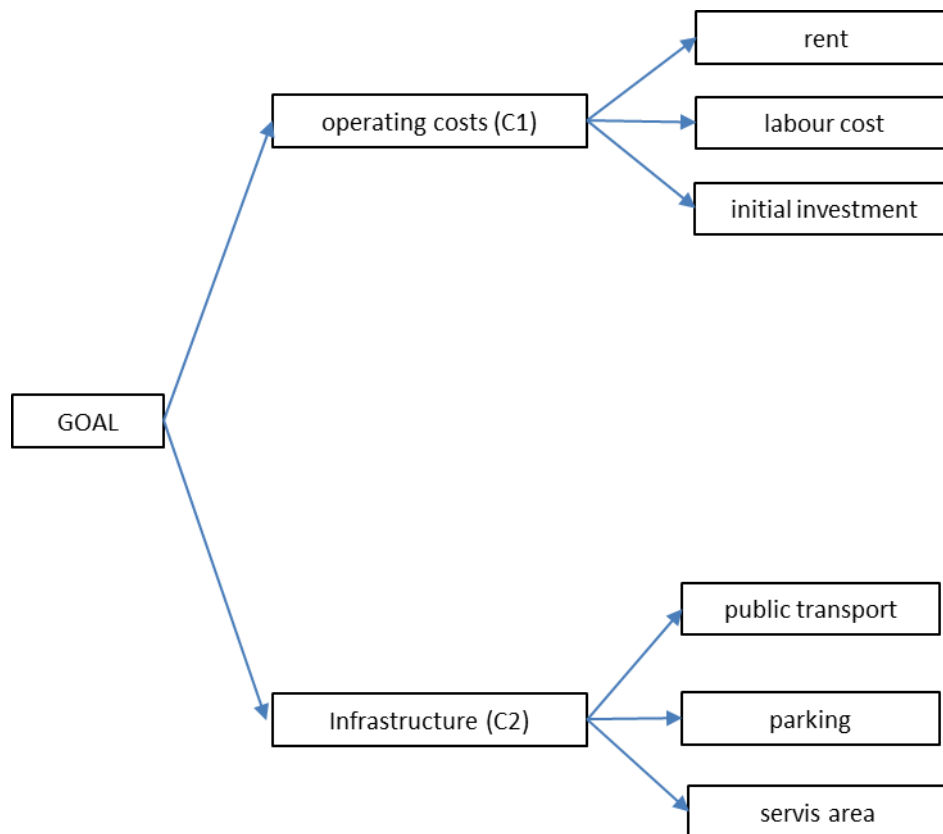 rent
operating costs (C1)
labour cost
initial investment
GOAL
public transport
Infrastructure (C2)
parking
servis area